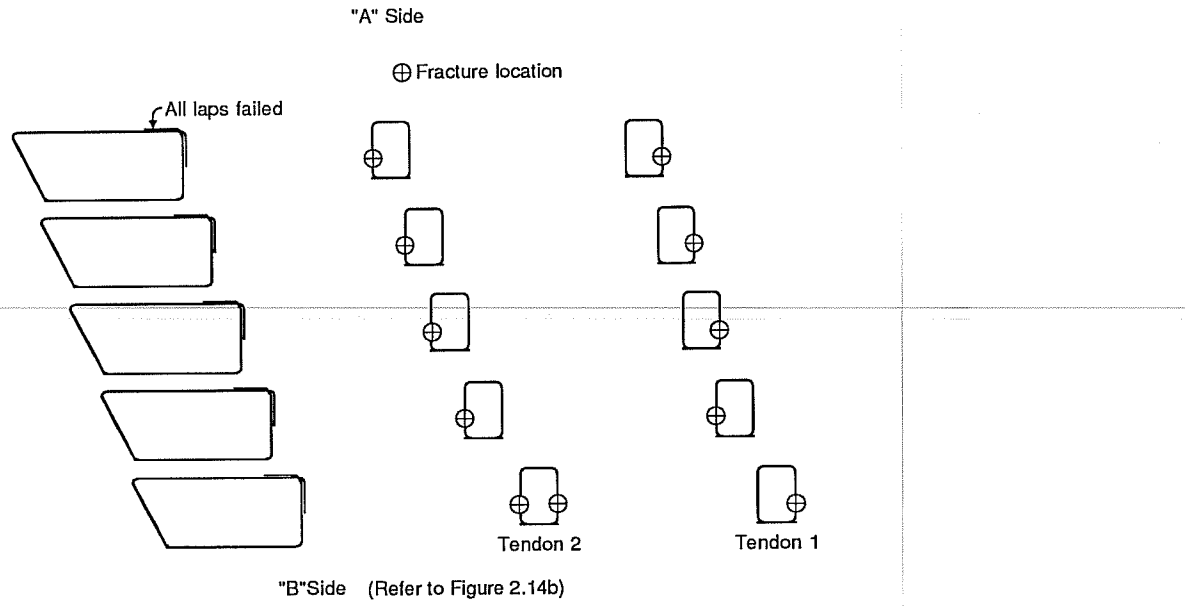 "A" Side
Fracture location
All laps failed
Tendon 2
Tendon 1
"B"Side (Refer to Figure 2.14b)